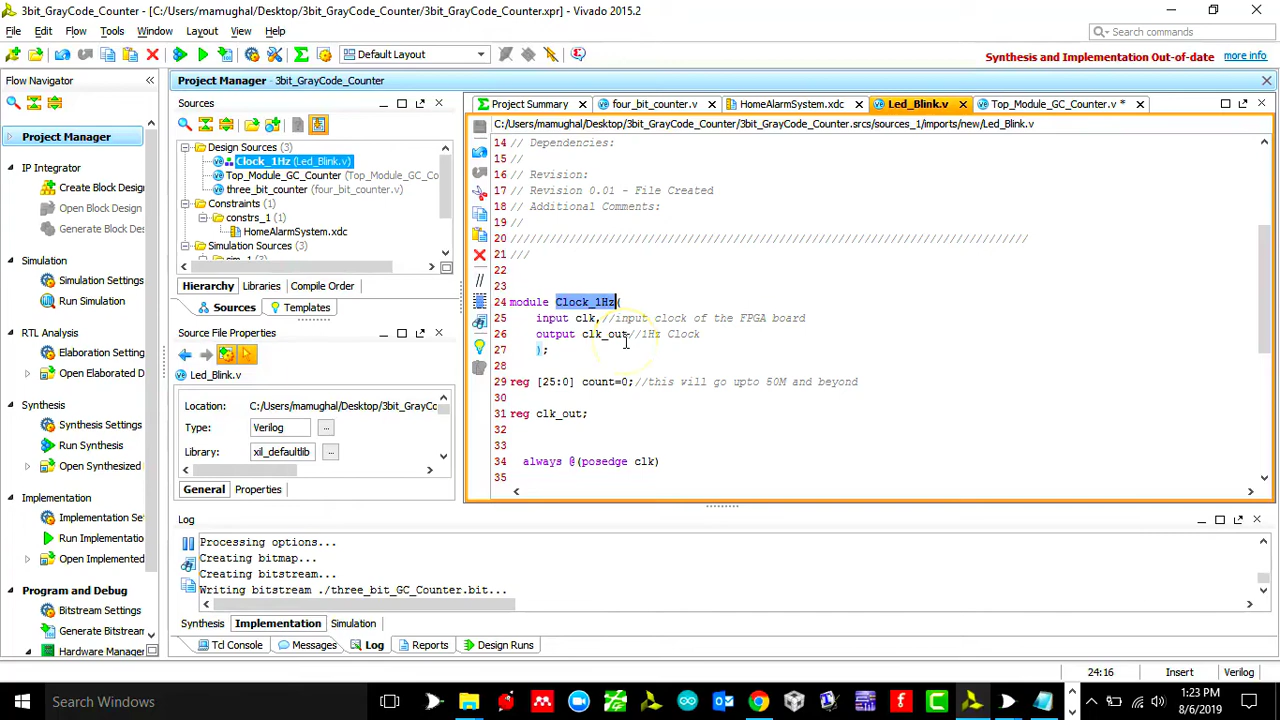 3bit_GrayCode_Counter - [C:/Users/mamughal/Desktop/3bit_GrayCode_Counter/3bit_GrayCode_Counter.xpr] - Vivado 2015.2
File Edit Flow Tools Window Layout View Help
Search commands
Default Layout
Synthesis and Implementation Out-of-date more info
Flow Navigator
Project Manager
IP Integrator
Create Block Design
Open Block Design
Generate Block Design
Simulation
Simulation Settings
Run Simulation
RTL Analysis
Elaboration Settings
Open Elaborated
Synthesis
Synthesis Settings
Run Synthesis
Open Synthesized
Implementation
Implementation Set
Run Implementatio
Open Implemented
Program and Debug
Bitstream Settings
Generate Bitstream
Hardware Manager
Project Manager - 3bit_GrayCode_Counter
Sources
Design Sources (3)
Clock_1Hz (Led_Blink.v)
Top_Module_GC_Counter (Top_Module_GC_Co
three_bit_counter (four_bit_counter.v)
Constraints (1)
constrs_1 (1)
HomeAlarmSystem.xdc
Simulation Sources (3)
sim_1 (3)
Hierarchy Libraries Compile Order
Sources Templates
Source File Properties
Led_Blink.v
Location: C:/Users/mamughal/Desktop/3bit_GrayCo
Type: Verilog ...
Library: xil_defaultlib ...
General Properties
Project Summary four_bit_counter.v HomeAlarmSystem.xdc Led_Blink.v Top_Module_GC_Counter.v *
C:/Users/mamughal/Desktop/3bit_GrayCode_Counter/3bit_GrayCode_Counter.srcs/sources_1/imports/new/Led_Blink.v
14 // Dependencies:
15 //
16 // Revision:
17 // Revision 0.01 - File Created
18 // Additional Comments:
19 //
20 ////////////////////////////////////////////////////////////////////////////////
21 ///
22
23
24 module Clock_1Hz(
25 input clk,//input clock of the FPGA board
26 output clk_out//1Hz Clock
27 );
28
29 reg [25:0] count=0;//this will go upto 50M and beyond
30
31 reg clk_out;
32
33
34 always @(posedge clk)
35
Log
Processing options...
Creating bitmap...
Creating bitstream...
Writing bitstream ./three_bit_GC_Counter.bit...
Synthesis Implementation Simulation
Tcl Console Messages Log Reports Design Runs
24:16 Insert Verilog
Search Windows
1:23 PM
8/6/2019